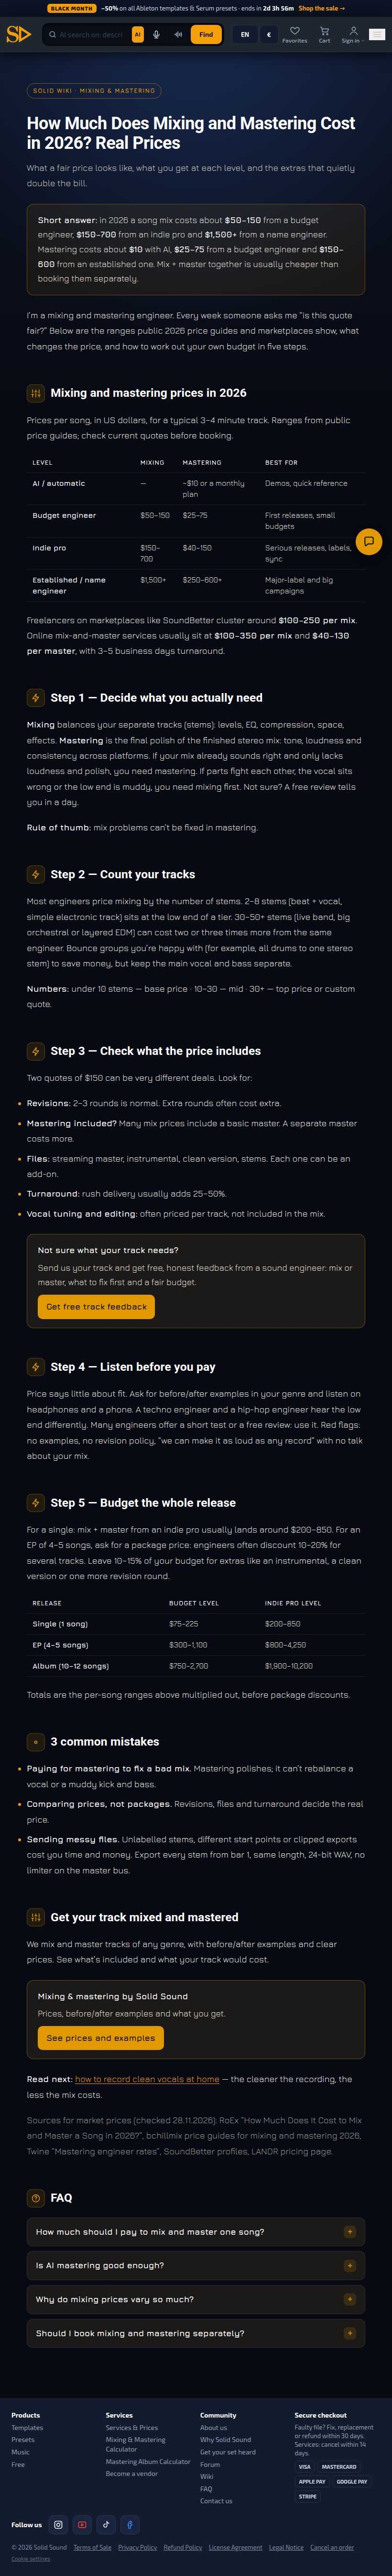 BLACK MONTH −50% on all Ableton templates & Serum presets · ends in 2d 3h 56m Shop the sale →
SD
AI search on: descri AI Find EN € Favorites Cart Sign in
SOLID WIKI · MIXING & MASTERING
How Much Does Mixing and Mastering Cost
in 2026? Real Prices
What a fair price looks like, what you get at each level, and the extras that quietly
double the bill.
Short answer: in 2026 a song mix costs about $50–150 from a budget
engineer, $150–700 from an indie pro and $1,500+ from a name engineer.
Mastering costs about $10 with AI, $25–75 from a budget engineer and $150–
600 from an established one. Mix + master together is usually cheaper than
booking them separately.
I'm a mixing and mastering engineer. Every week someone asks me "is this quote
fair?" Below are the ranges public 2026 price guides and marketplaces show, what
changes the price, and how to work out your own budget in five steps.
Mixing and mastering prices in 2026
Prices per song, in US dollars, for a typical 3–4 minute track. Ranges from public
price guides; check current quotes before booking.
LEVEL MIXING MASTERING BEST FOR
AI / automatic — ~$10 or a monthly Demos, quick reference
plan
Budget engineer $50–150 $25–75 First releases, small
budgets
Indie pro $150– $40–150 Serious releases, labels,
700 sync
Established / name $1,500+ $250–600+ Major-label and big
engineer campaigns
Freelancers on marketplaces like SoundBetter cluster around $100–250 per mix.
Online mix-and-master services usually sit at $100–350 per mix and $40–130
per master, with 3–5 business days turnaround.
Step 1 — Decide what you actually need
Mixing balances your separate tracks (stems): levels, EQ, compression, space,
effects. Mastering is the final polish of the finished stereo mix: tone, loudness and
consistency across platforms. If your mix already sounds right and only lacks
loudness and polish, you need mastering. If parts fight each other, the vocal sits
wrong or the low end is muddy, you need mixing first. Not sure? A free review tells
you in a day.
Rule of thumb: mix problems can't be fixed in mastering.
Step 2 — Count your tracks
Most engineers price mixing by the number of stems. 2–8 stems (beat + vocal,
simple electronic track) sits at the low end of a tier. 30–50+ stems (live band, big
orchestral or layered EDM) can cost two or three times more from the same
engineer. Bounce groups you're happy with (for example, all drums to one stereo
stem) to save money, but keep the main vocal and bass separate.
Numbers: under 10 stems — base price · 10–30 — mid · 30+ — top price or custom
quote.
Step 3 — Check what the price includes
Two quotes of $150 can be very different deals. Look for:
Revisions: 2–3 rounds is normal. Extra rounds often cost extra.
Mastering included? Many mix prices include a basic master. A separate master
costs more.
Files: streaming master, instrumental, clean version, stems. Each one can be an
add-on.
Turnaround: rush delivery usually adds 25–50%.
Vocal tuning and editing: often priced per track, not included in the mix.
Not sure what your track needs?
Send us your track and get free, honest feedback from a sound engineer: mix or
master, what to fix first and a fair budget.
Get free track feedback
Step 4 — Listen before you pay
Price says little about fit. Ask for before/after examples in your genre and listen on
headphones and a phone. A techno engineer and a hip-hop engineer hear the low
end differently. Many engineers offer a short test or a free review: use it. Red flags:
no examples, no revision policy, "we can make it as loud as any record" with no talk
about your mix.
Step 5 — Budget the whole release
For a single: mix + master from an indie pro usually lands around $200–850. For an
EP of 4–5 songs, ask for a package price: engineers often discount 10–20% for
several tracks. Leave 10–15% of your budget for extras like an instrumental, a clean
version or one more revision round.
RELEASE BUDGET LEVEL INDIE PRO LEVEL
Single (1 song) $75–225 $200–850
EP (4–5 songs) $300–1,100 $800–4,250
Album (10–12 songs) $750–2,700 $1,900–10,200
Totals are the per-song ranges above multiplied out, before package discounts.
3 common mistakes
Paying for mastering to fix a bad mix. Mastering polishes; it can't rebalance a
vocal or a muddy kick and bass.
Comparing prices, not packages. Revisions, files and turnaround decide the real
price.
Sending messy files. Unlabelled stems, different start points or clipped exports
cost you time and money. Export every stem from bar 1, same length, 24-bit WAV, no
limiter on the master bus.
Get your track mixed and mastered
We mix and master tracks of any genre, with before/after examples and clear
prices. See what's included and what your track would cost.
Mixing & mastering by Solid Sound
Prices, before/after examples and what you get.
See prices and examples
Read next: how to record clean vocals at home — the cleaner the recording, the
less the mix costs.
Sources for market prices (checked 28.11.2026): RoEx "How Much Does It Cost to Mix
and Master a Song in 2026?", bchillmix price guides for mixing and mastering 2026,
Twine "Mastering engineer rates", SoundBetter profiles, LANDR pricing page.
FAQ
How much should I pay to mix and master one song? +
Is AI mastering good enough? +
Why do mixing prices vary so much? +
Should I book mixing and mastering separately? +
Products Services Community Secure checkout
Templates Services & Prices About us Faulty file? Fix, replacement
Presets Mixing & Mastering Why Solid Sound or refund within 30 days.
Music Calculator Get your set heard Services: cancel within 14
Free Mastering Album Calculator Forum days.
Become a vendor Wiki VISA MASTERCARD
FAQ APPLE PAY GOOGLE PAY
Contact us STRIPE
Follow us
© 2026 Solid Sound Terms of Sale Privacy Policy Refund Policy License Agreement Legal Notice Cancel an order
Cookie settings